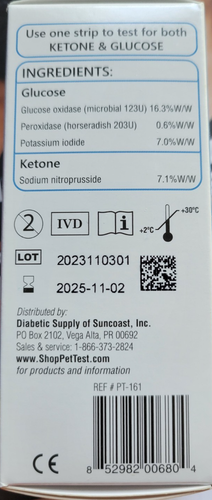 Use one strip to test for both
KETONE & GLUCOSE
INGREDIENTS:
Glucose
Glucose oxidase (microbial 123U) 16.3%W/W
Peroxidase (horseradish 203U) 0.6%W/W
Potassium iodide 7.0%W/W
Ketone
Sodium nitroprusside 7.1%W/W
2 IVD i +2°C +30°C
LOT 2023110301
2025-11-02
Distributed by:
Diabetic Supply of Suncoast, Inc.
PO Box 2102, Vega Alta, PR 00692
Sales & service: 1-866-373-2824
www.ShopPetTest.com
for products and information
REF # PT-161
CE
8 52982 00680 4